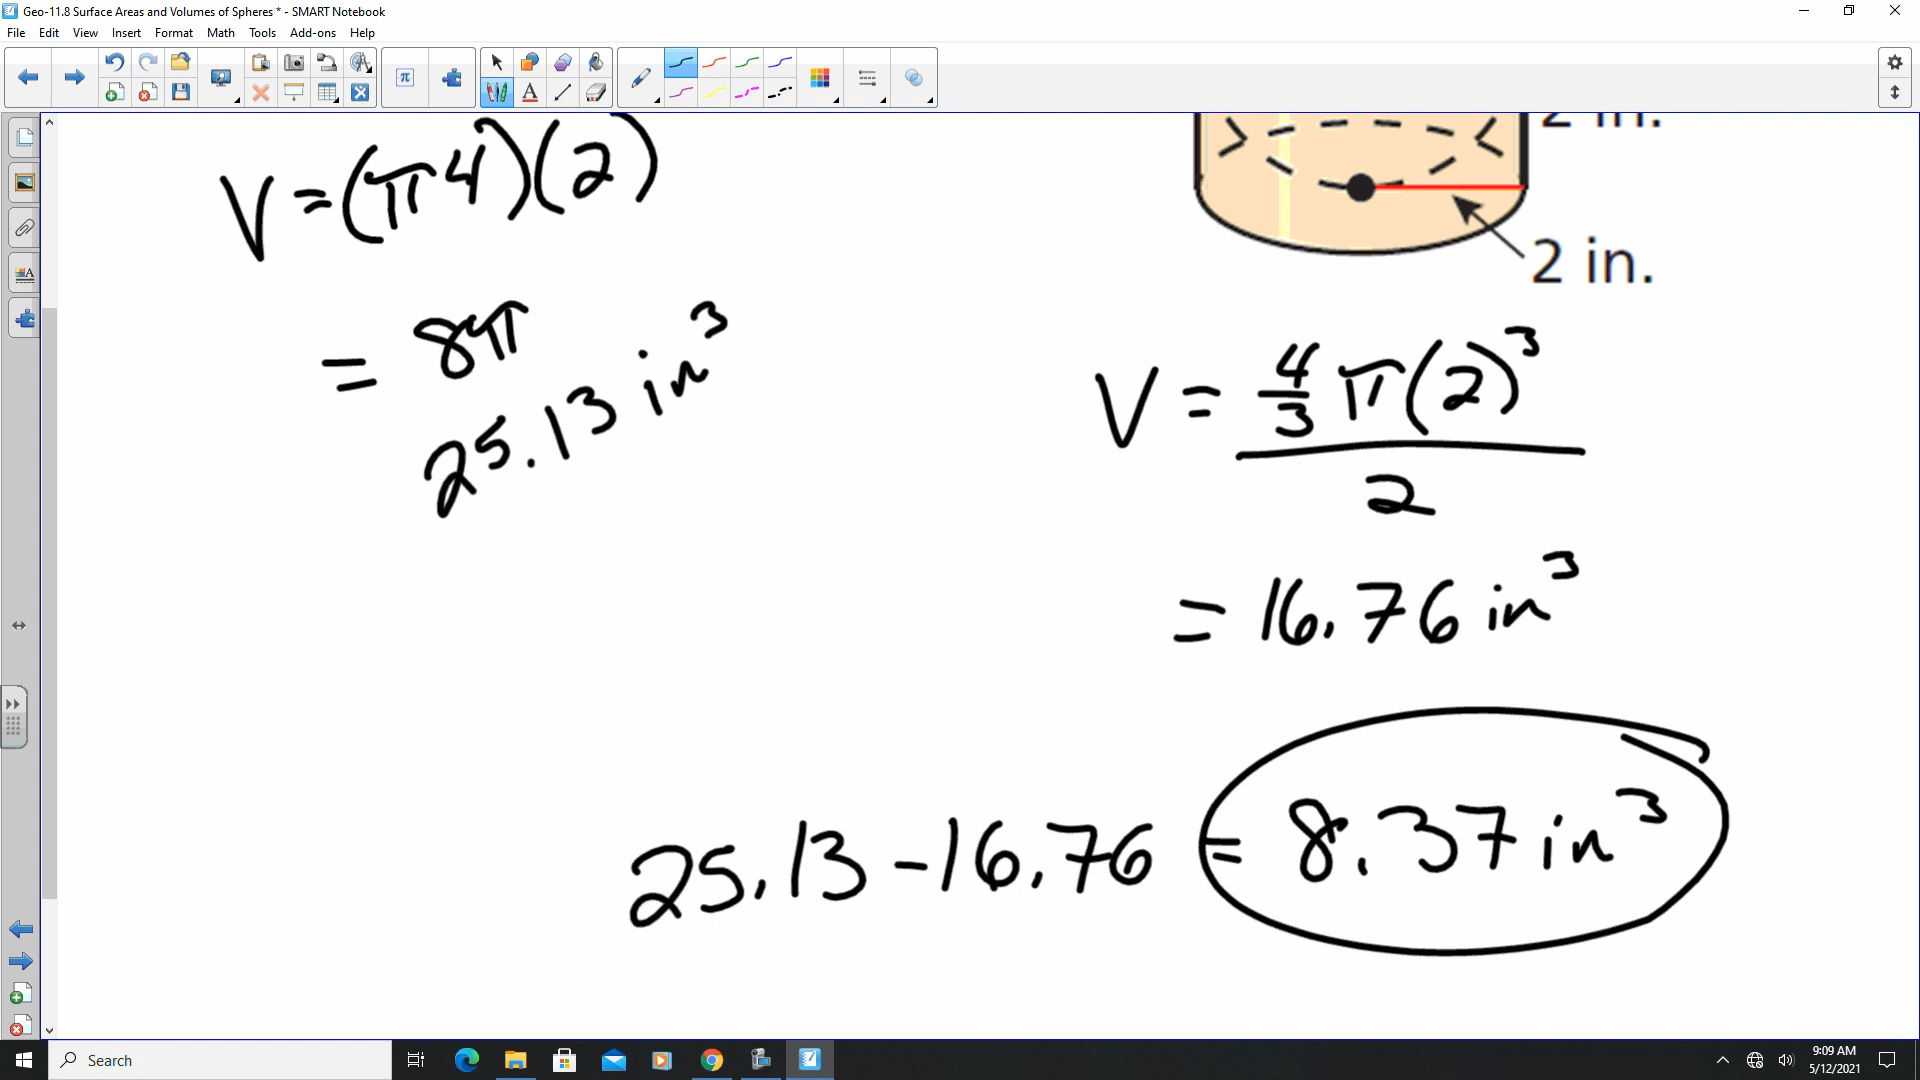 Geo-11.8 Surface Areas and Volumes of Spheres * - SMART Notebook
File Edit View Insert Format Math Tools Add-ons Help
V = (π4)(2)
2 in.
= 8π
25.13 in³
V = 4/3 π(2)³ / 2
= 16.76 in³
25.13 - 16.76 = 8.37 in³
2 in.
Search
9:09 AM
5/12/2021